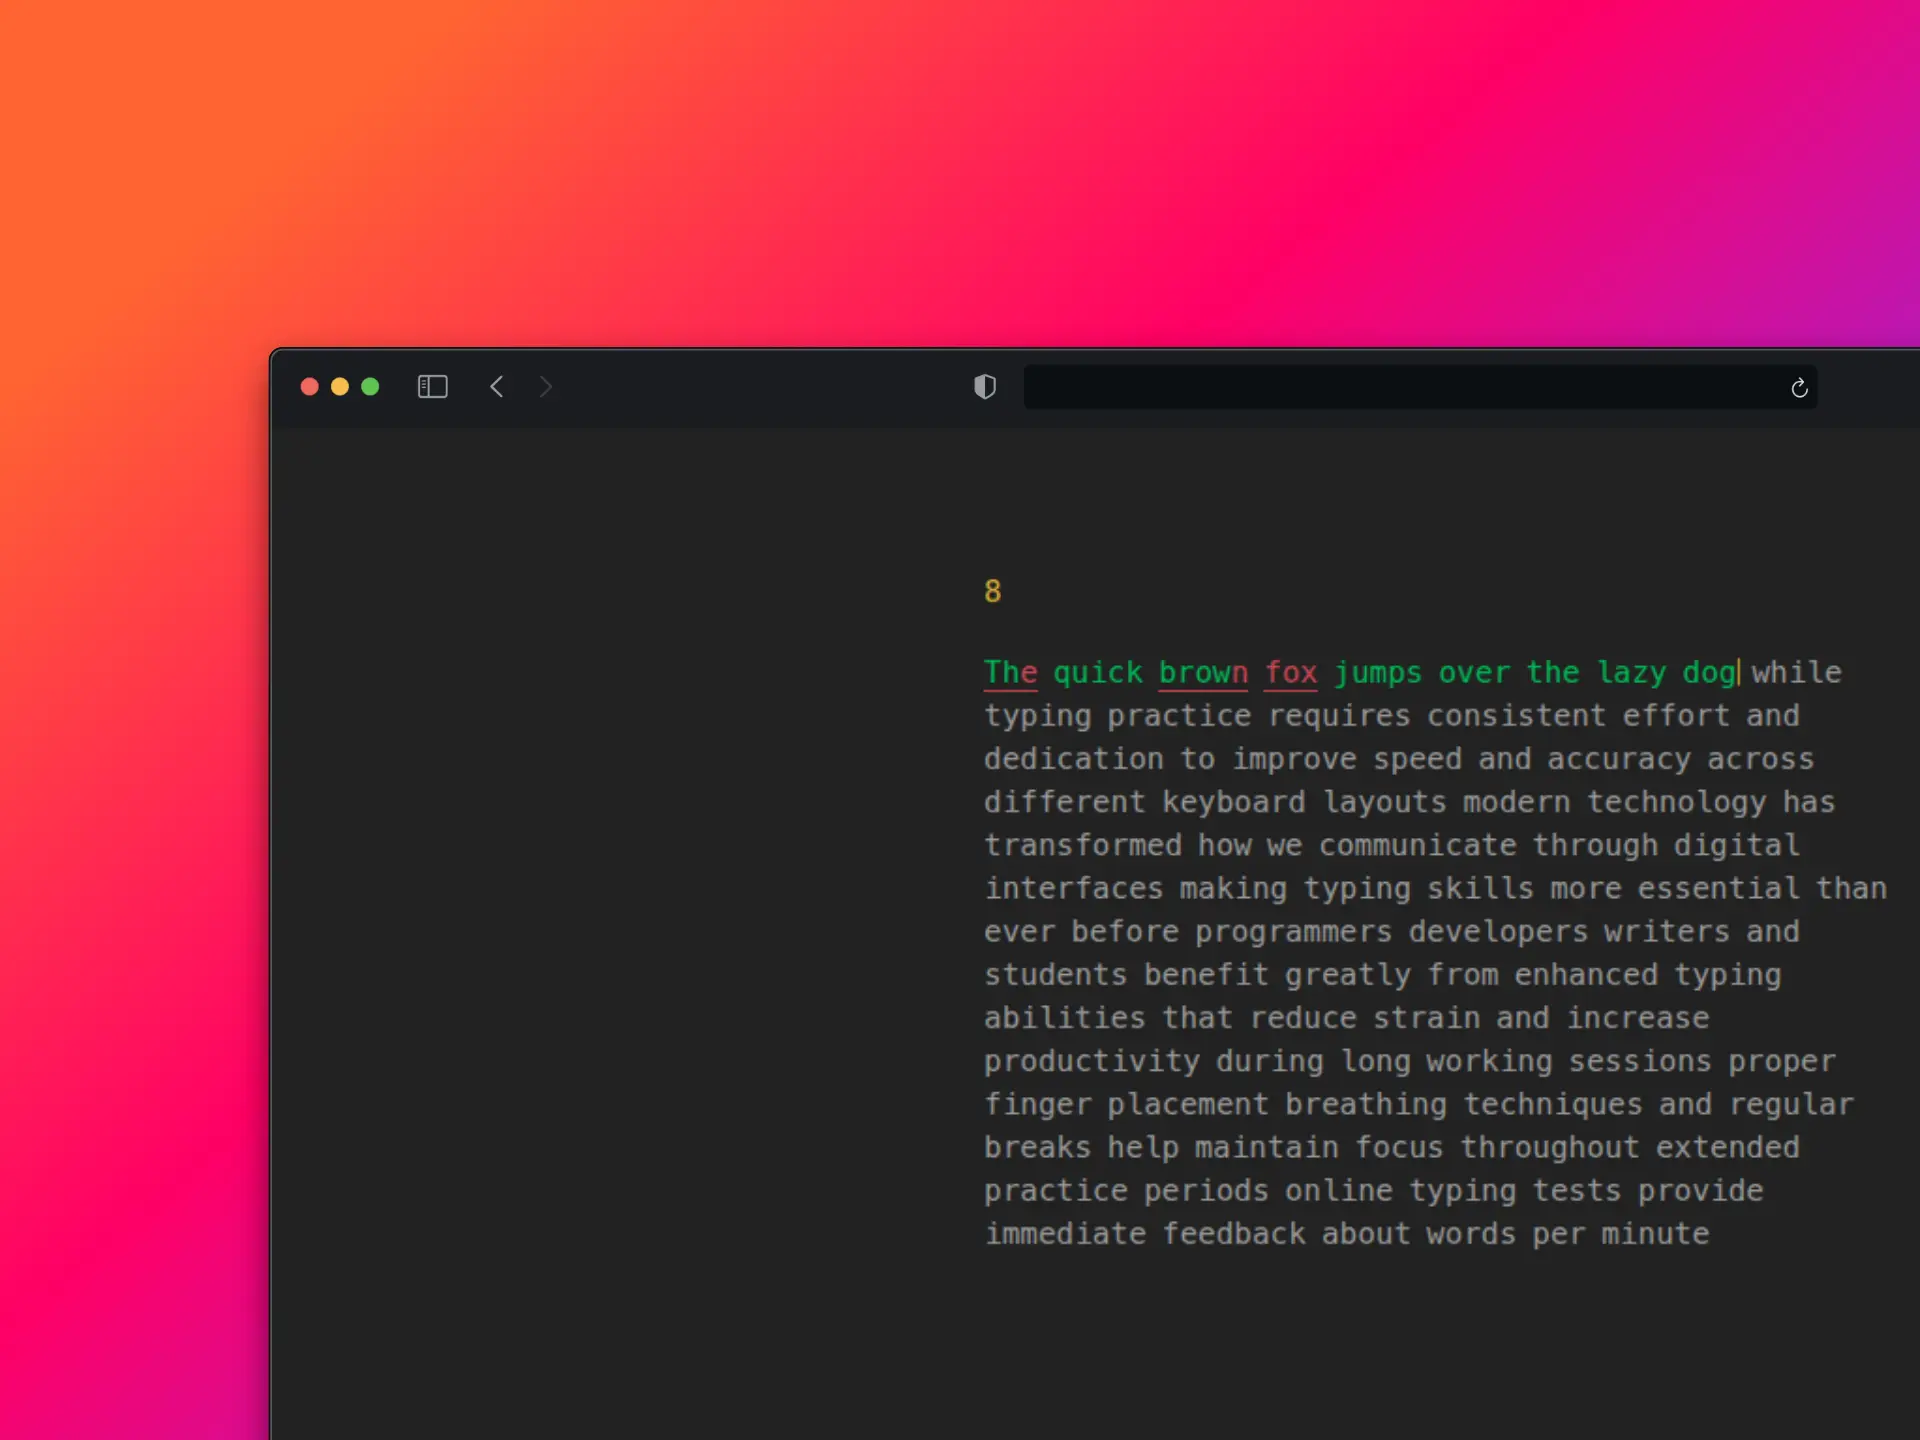 8
The quick brown fox jumps over the lazy dog while
typing practice requires consistent effort and
dedication to improve speed and accuracy across
different keyboard layouts modern technology has
transformed how we communicate through digital
interfaces making typing skills more essential than
ever before programmers developers writers and
students benefit greatly from enhanced typing
abilities that reduce strain and increase
productivity during long working sessions proper
finger placement breathing techniques and regular
breaks help maintain focus throughout extended
practice periods online typing tests provide
immediate feedback about words per minute